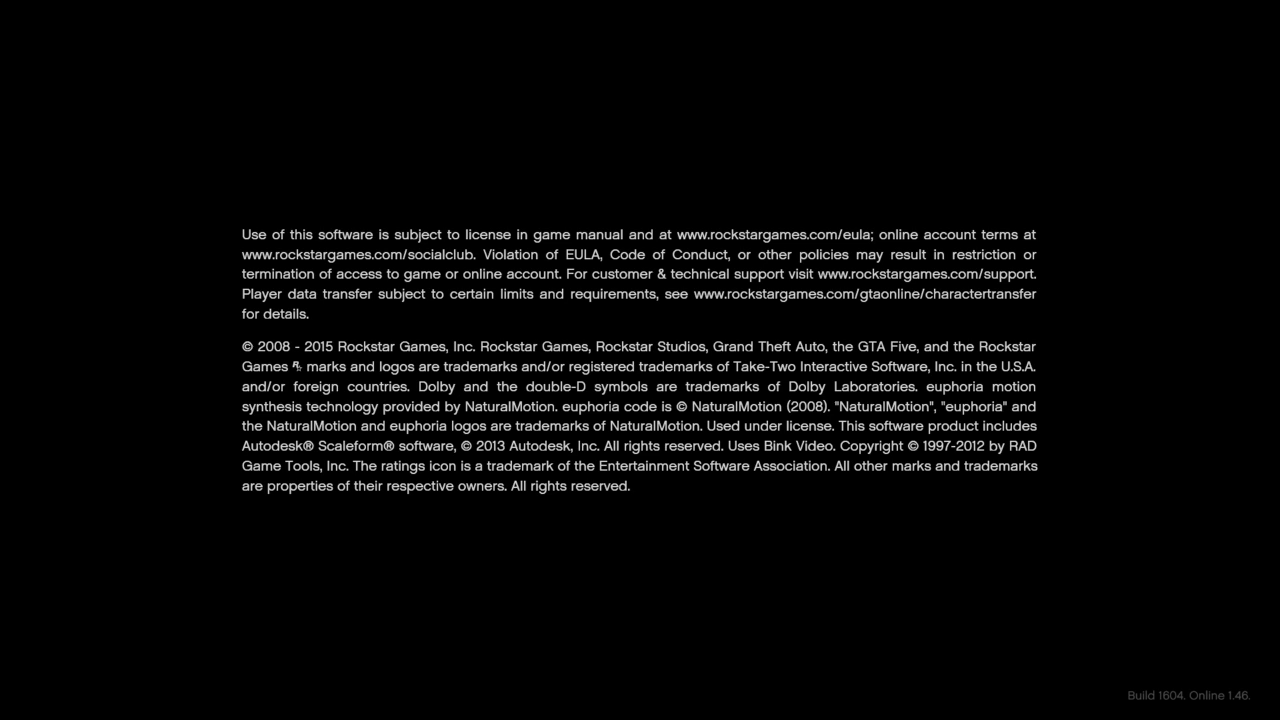 Use of this software is subject to license in game manual and at www.rockstargames.com/eula; online account terms at
www.rockstargames.com/socialclub. Violation of EULA, Code of Conduct, or other policies may result in restriction or
termination of access to game or online account. For customer & technical support visit www.rockstargames.com/support.
Player data transfer subject to certain limits and requirements, see www.rockstargames.com/gtaonline/charactertransfer
for details.
© 2008 - 2015 Rockstar Games, Inc. Rockstar Games, Rockstar Studios, Grand Theft Auto, the GTA Five, and the Rockstar
Games R* marks and logos are trademarks and/or registered trademarks of Take-Two Interactive Software, Inc. in the U.S.A.
and/or foreign countries. Dolby and the double-D symbols are trademarks of Dolby Laboratories. euphoria motion
synthesis technology provided by NaturalMotion. euphoria code is © NaturalMotion (2008). "NaturalMotion", "euphoria" and
the NaturalMotion and euphoria logos are trademarks of NaturalMotion. Used under license. This software product includes
Autodesk® Scaleform® software, © 2013 Autodesk, Inc. All rights reserved. Uses Bink Video. Copyright © 1997-2012 by RAD
Game Tools, Inc. The ratings icon is a trademark of the Entertainment Software Association. All other marks and trademarks
are properties of their respective owners. All rights reserved.
Build 1604. Online 1.46.